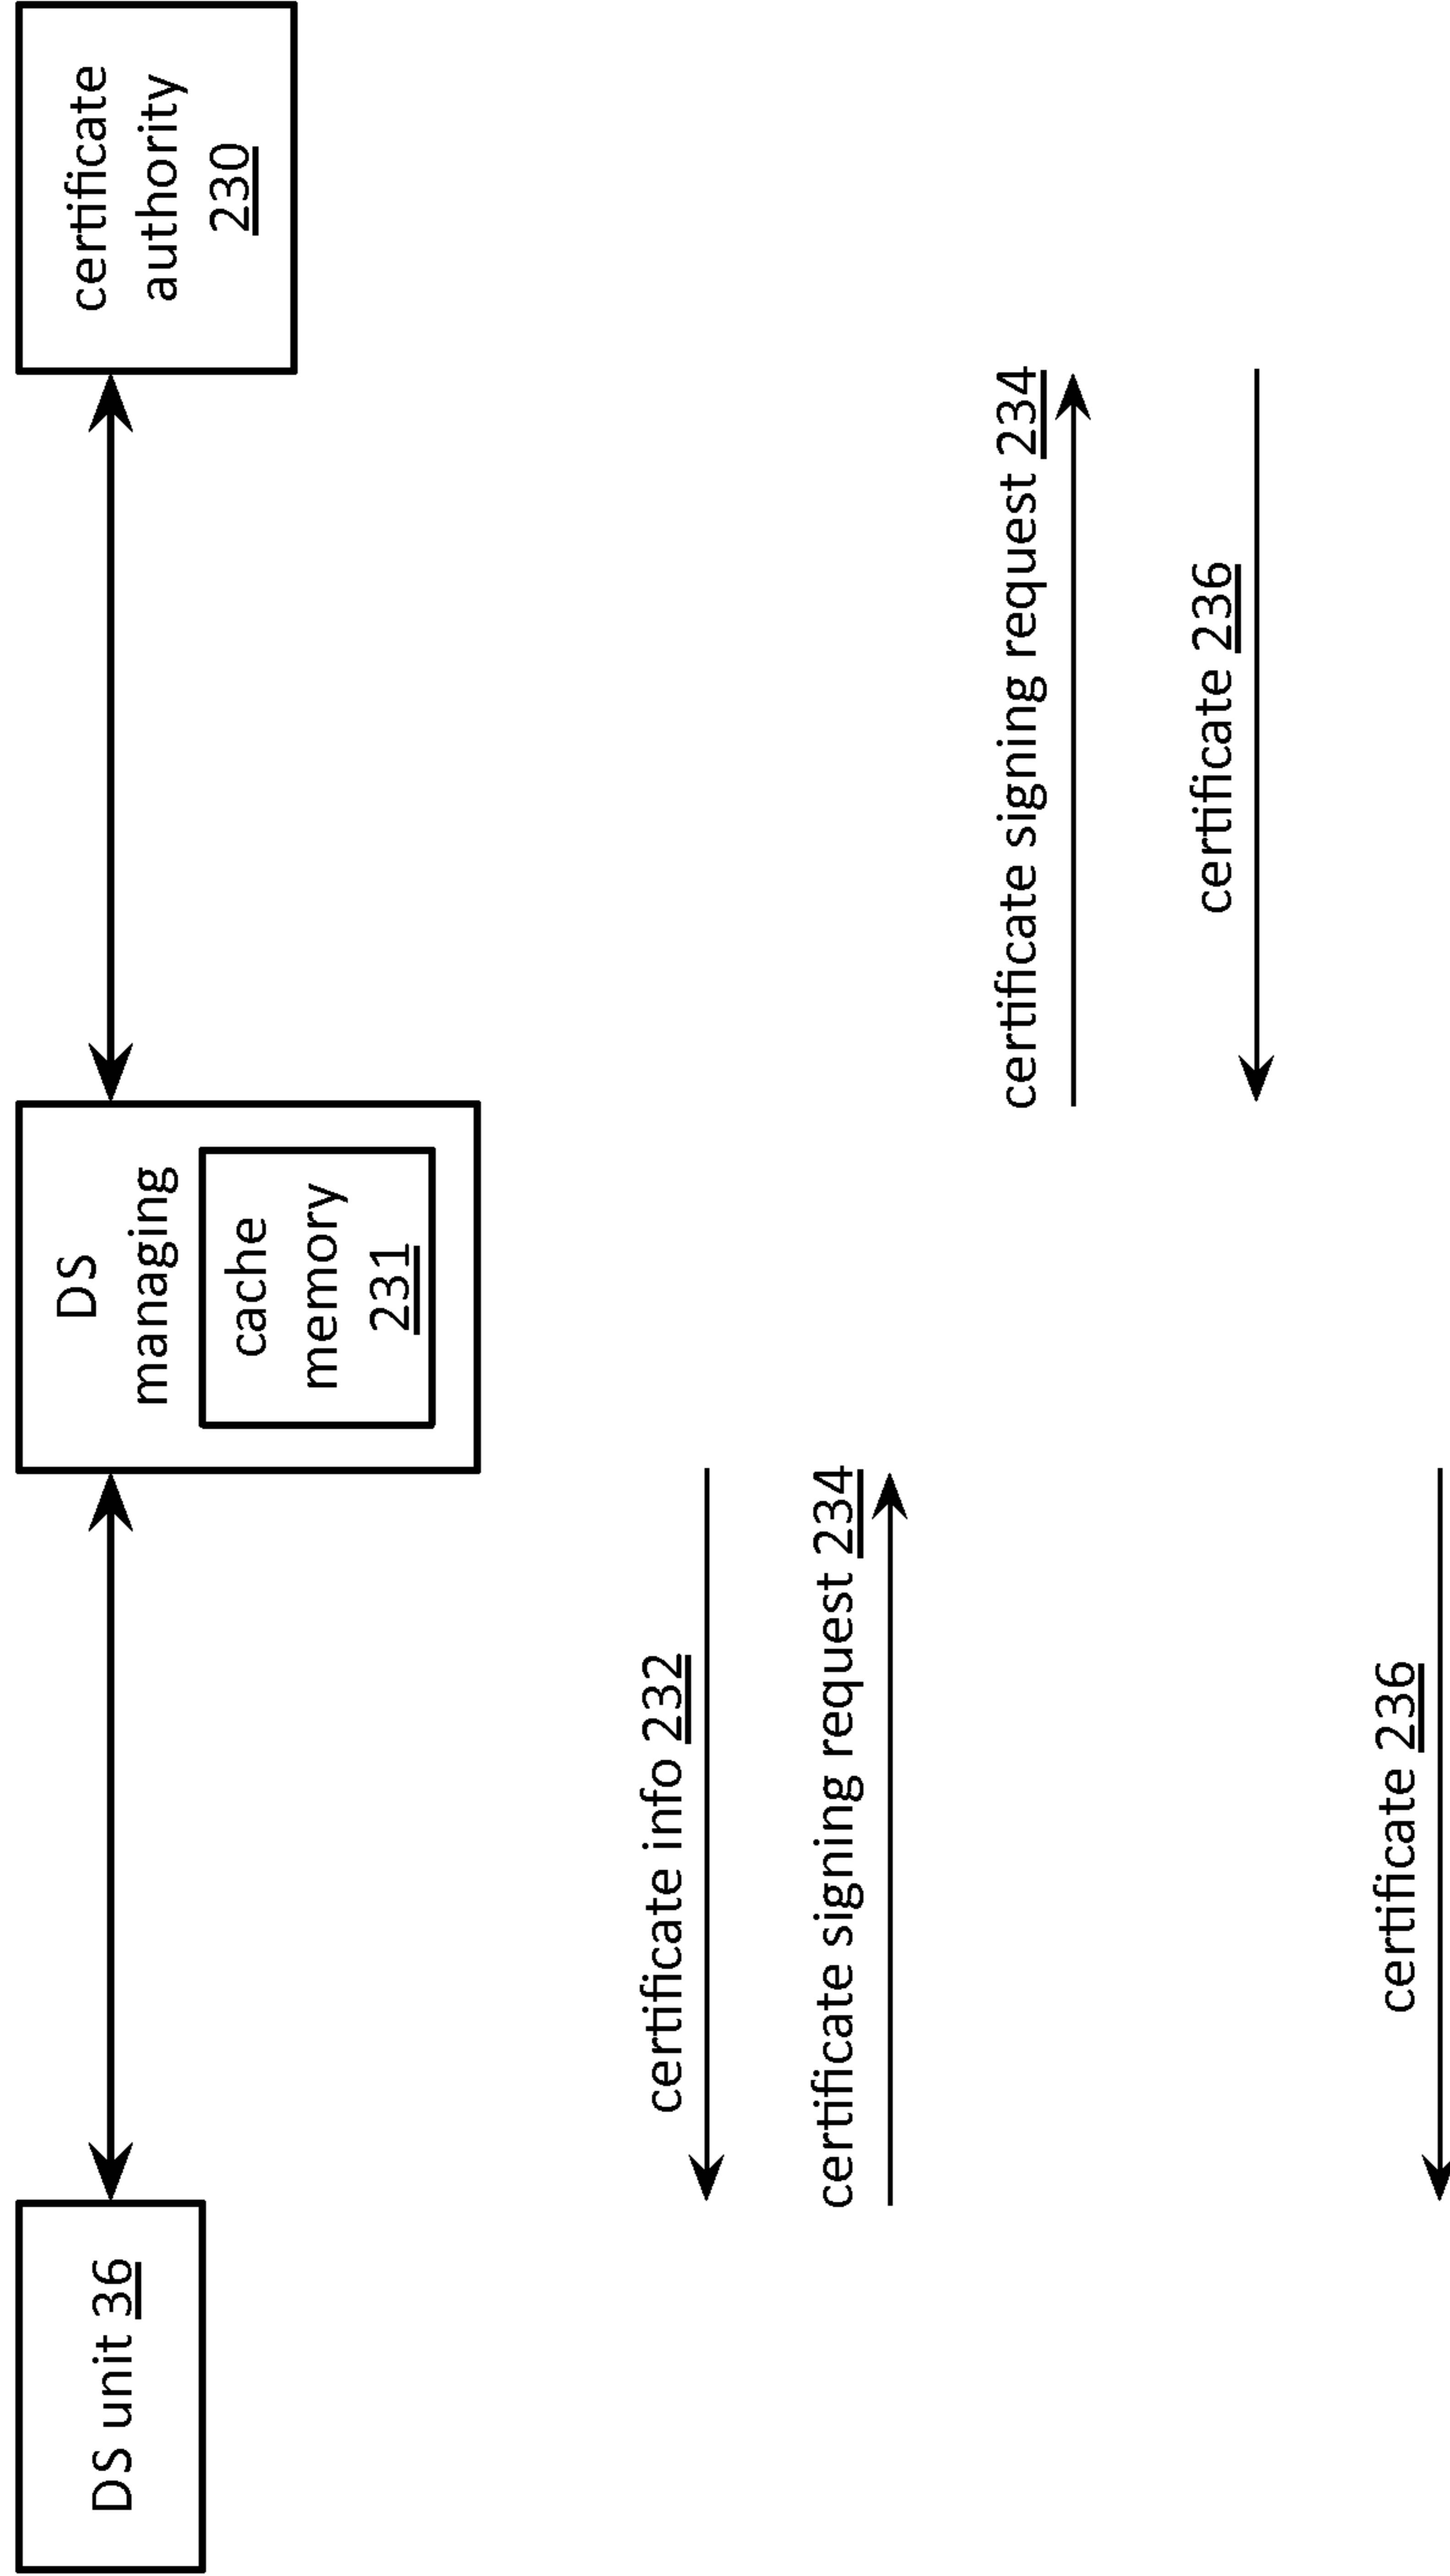 DS unit 36
DS
managing
cache
memory
231
certificate
authority
230
certificate info 232
certificate signing request 234
certificate signing request 234
certificate 236
certificate 236